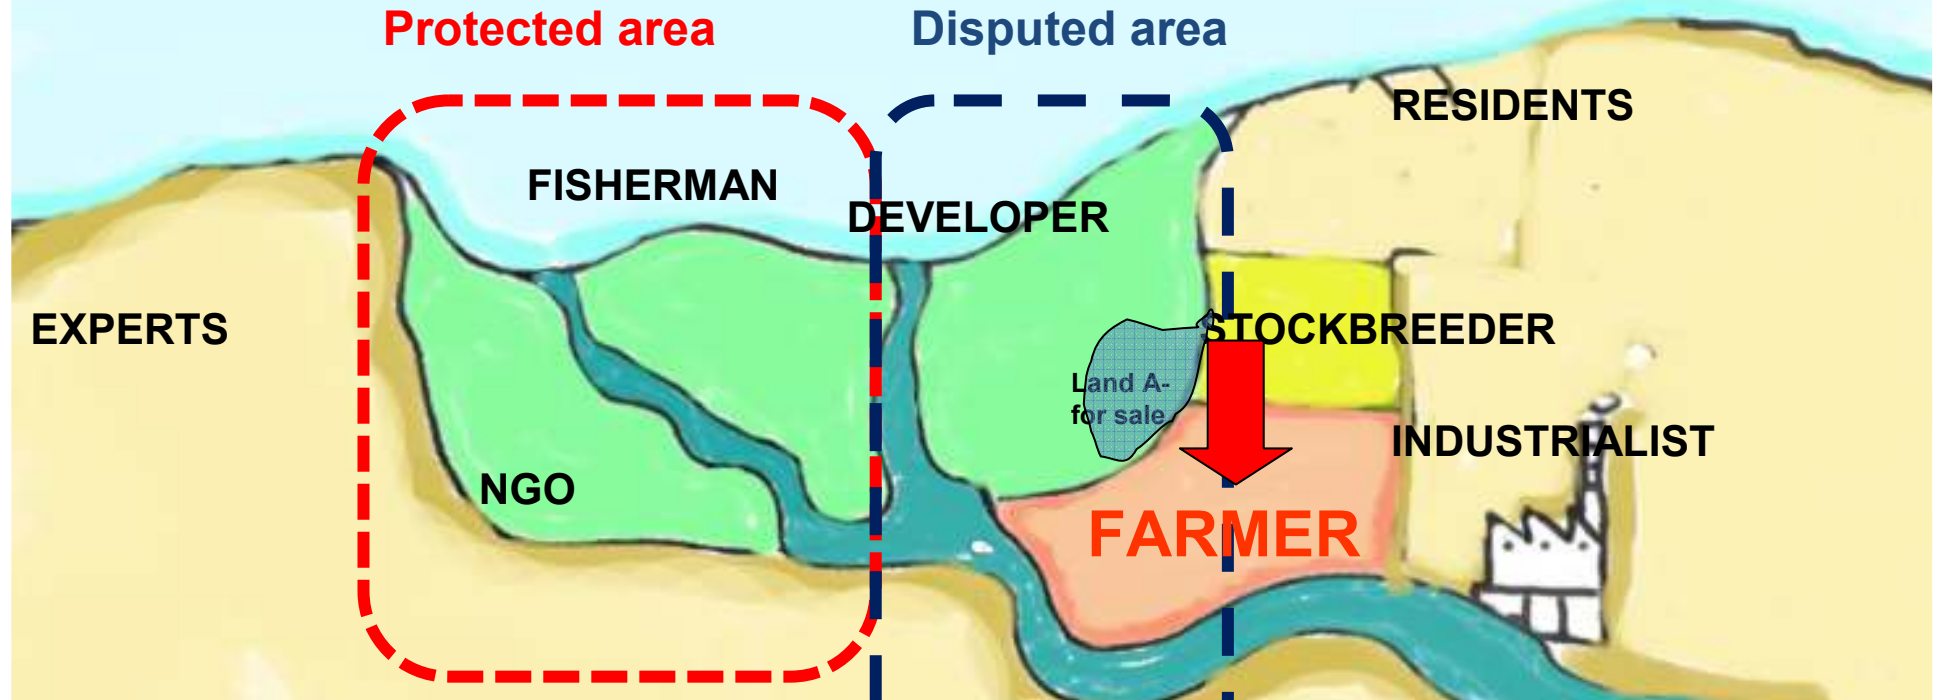 Protected area
Disputed area
RESIDENTS
FISHERMAN
DEVELOPER
EXPERTS
STOCKBREEDER
Land A-
for sale
INDUSTRIALIST
NGO
FARMER